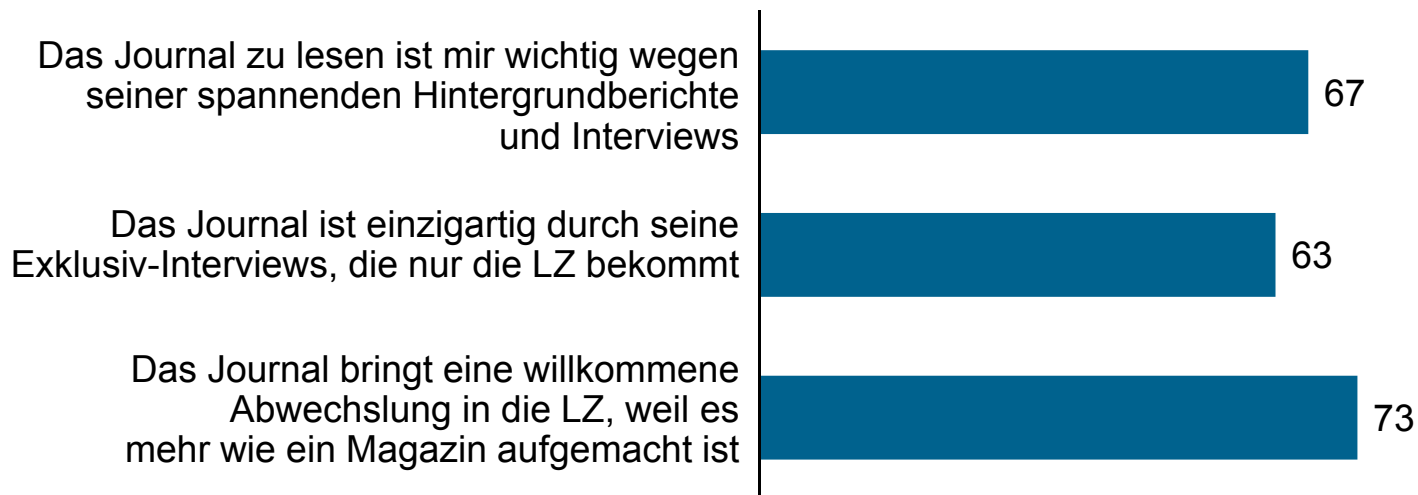 Das Journal zu lesen ist mir wichtig wegen
seiner spannenden Hintergrundberichte
und Interviews
67
Das Journal ist einzigartig durch seine
Exklusiv-Interviews, die nur die LZ bekommt
63
Das Journal bringt eine willkommene
Abwechslung in die LZ, weil es
mehr wie ein Magazin aufgemacht ist
73